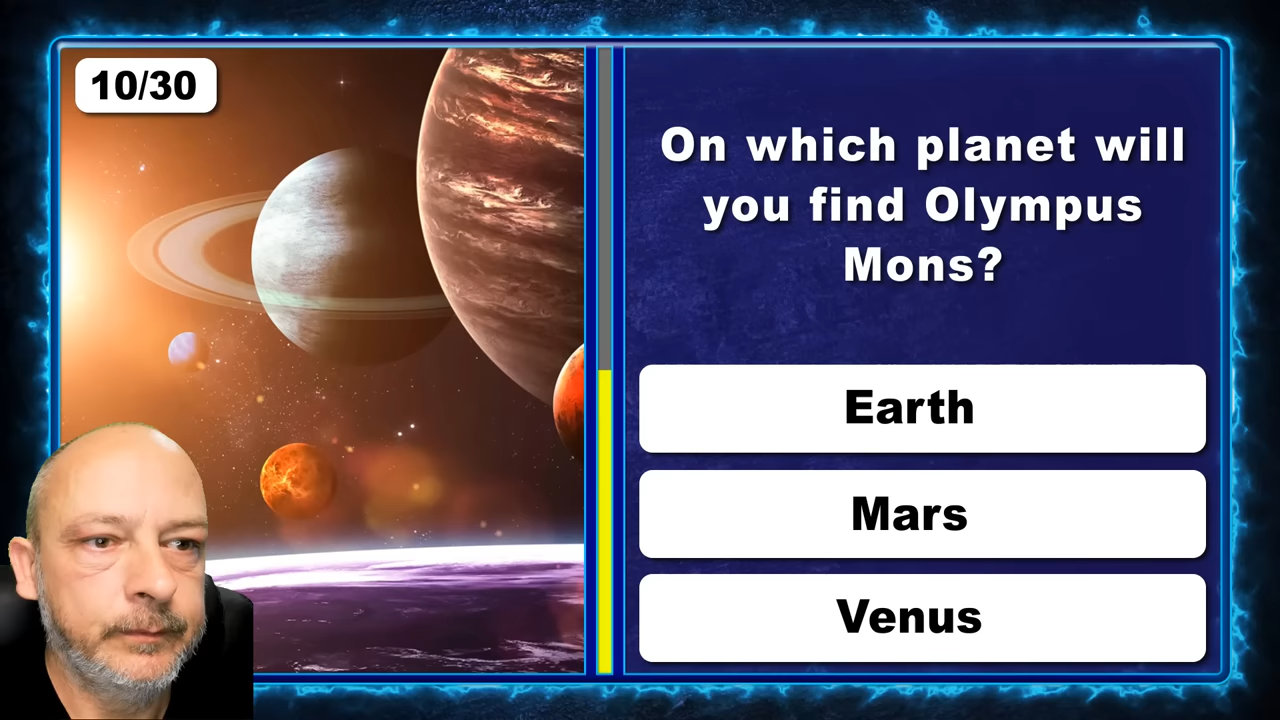 10/30
On which planet will
you find Olympus
Mons?
Earth
Mars
Venus